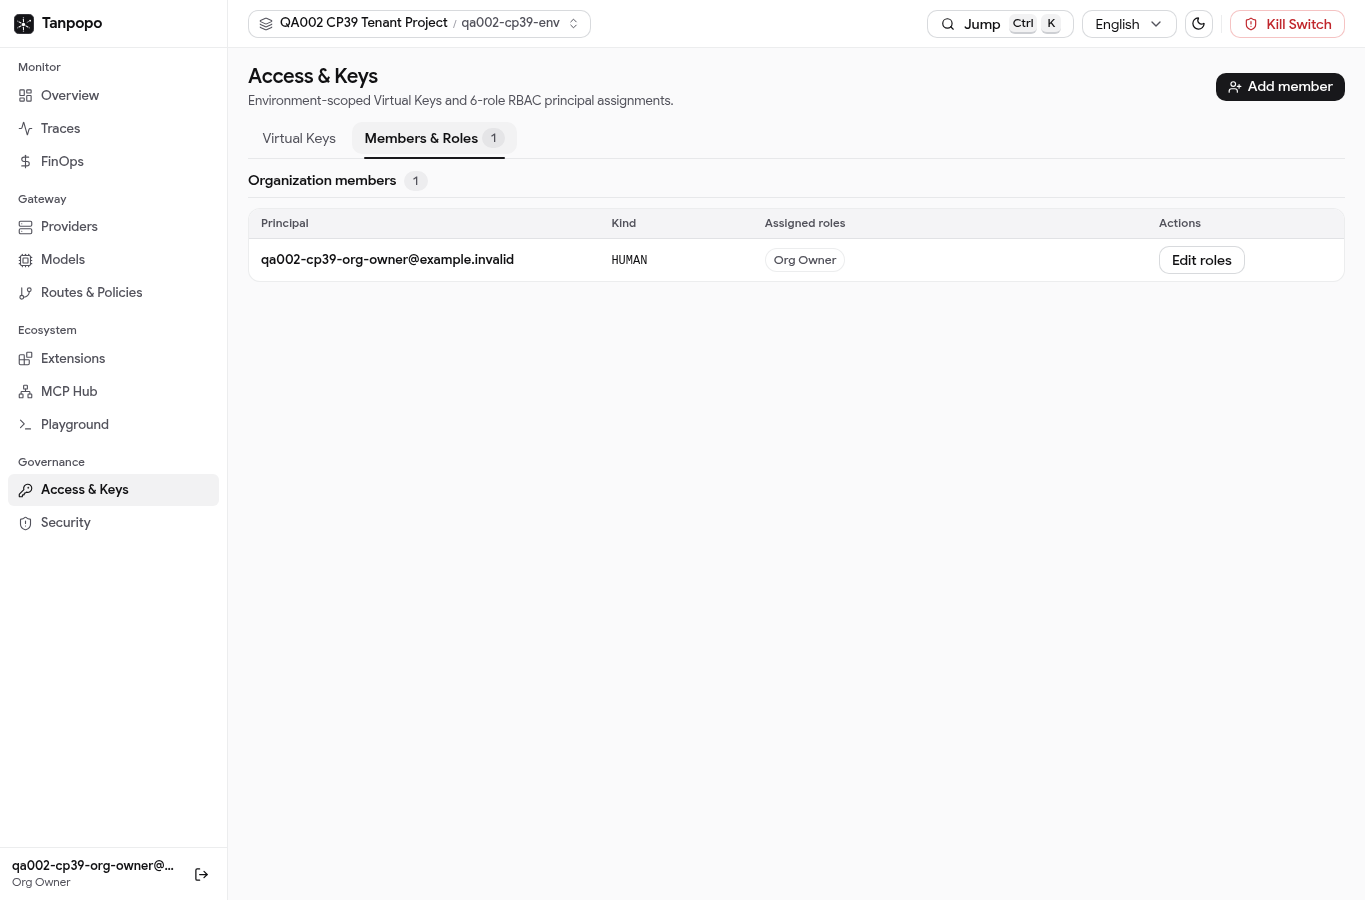 Tanpopo
QA002 CP39 Tenant Project / qa002-cp39-env
Jump Ctrl K
English
Kill Switch
Monitor
Overview
Traces
FinOps
Gateway
Providers
Models
Routes & Policies
Ecosystem
Extensions
MCP Hub
Playground
Governance
Access & Keys
Security
qa002-cp39-org-owner@...
Org Owner
Access & Keys
Environment-scoped Virtual Keys and 6-role RBAC principal assignments.
Add member
Virtual Keys
Members & Roles 1
Organization members 1
Principal Kind Assigned roles Actions
qa002-cp39-org-owner@example.invalid HUMAN Org Owner Edit roles